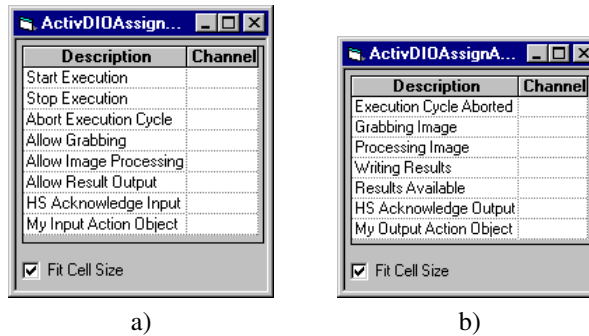 ActivDIOAssign...
Description Channel
Start Execution
Stop Execution
Abort Execution Cycle
Allow Grabbing
Allow Image Processing
Allow Result Output
HS Acknowledge Input
My Input Action Object
Fit Cell Size
a)
ActivDIOAssignA...
Description Channel
Execution Cycle Aborted
Grabbing Image
Processing Image
Writing Results
Results Available
HS Acknowledge Output
My Output Action Object
Fit Cell Size
b)